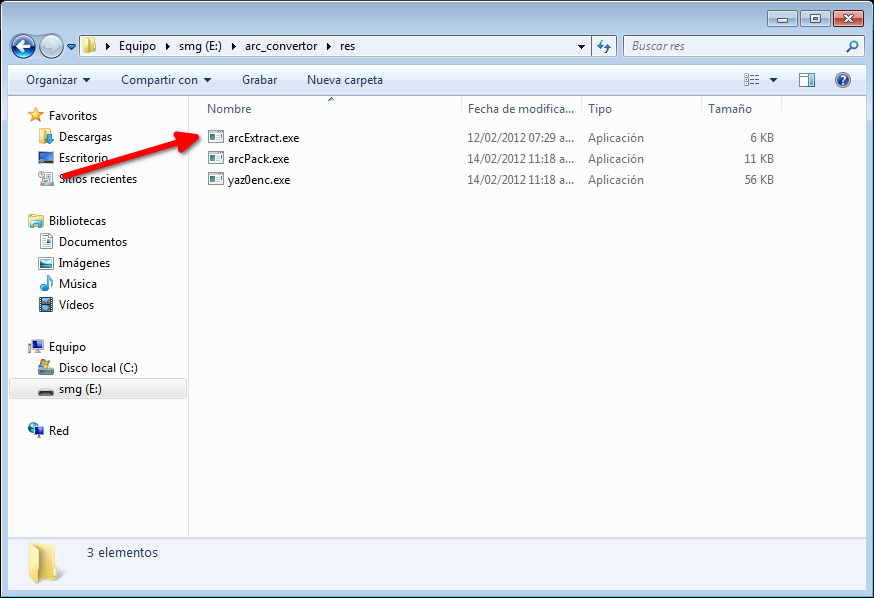 Equipo smg (E:) arc_convertor res
Buscar res
Organizar Compartir con Grabar Nueva carpeta
Nombre Fecha de modifica... Tipo Tamaño
Favoritos
Descargas
Escritorio
Sitios recientes
Bibliotecas
Documentos
Imágenes
Música
Vídeos
Equipo
Disco local (C:)
smg (E:)
Red
arcExtract.exe 12/02/2012 07:29 a... Aplicación 6 KB
arcPack.exe 14/02/2012 11:18 a... Aplicación 11 KB
yaz0enc.exe 14/02/2012 11:18 a... Aplicación 56 KB
3 elementos